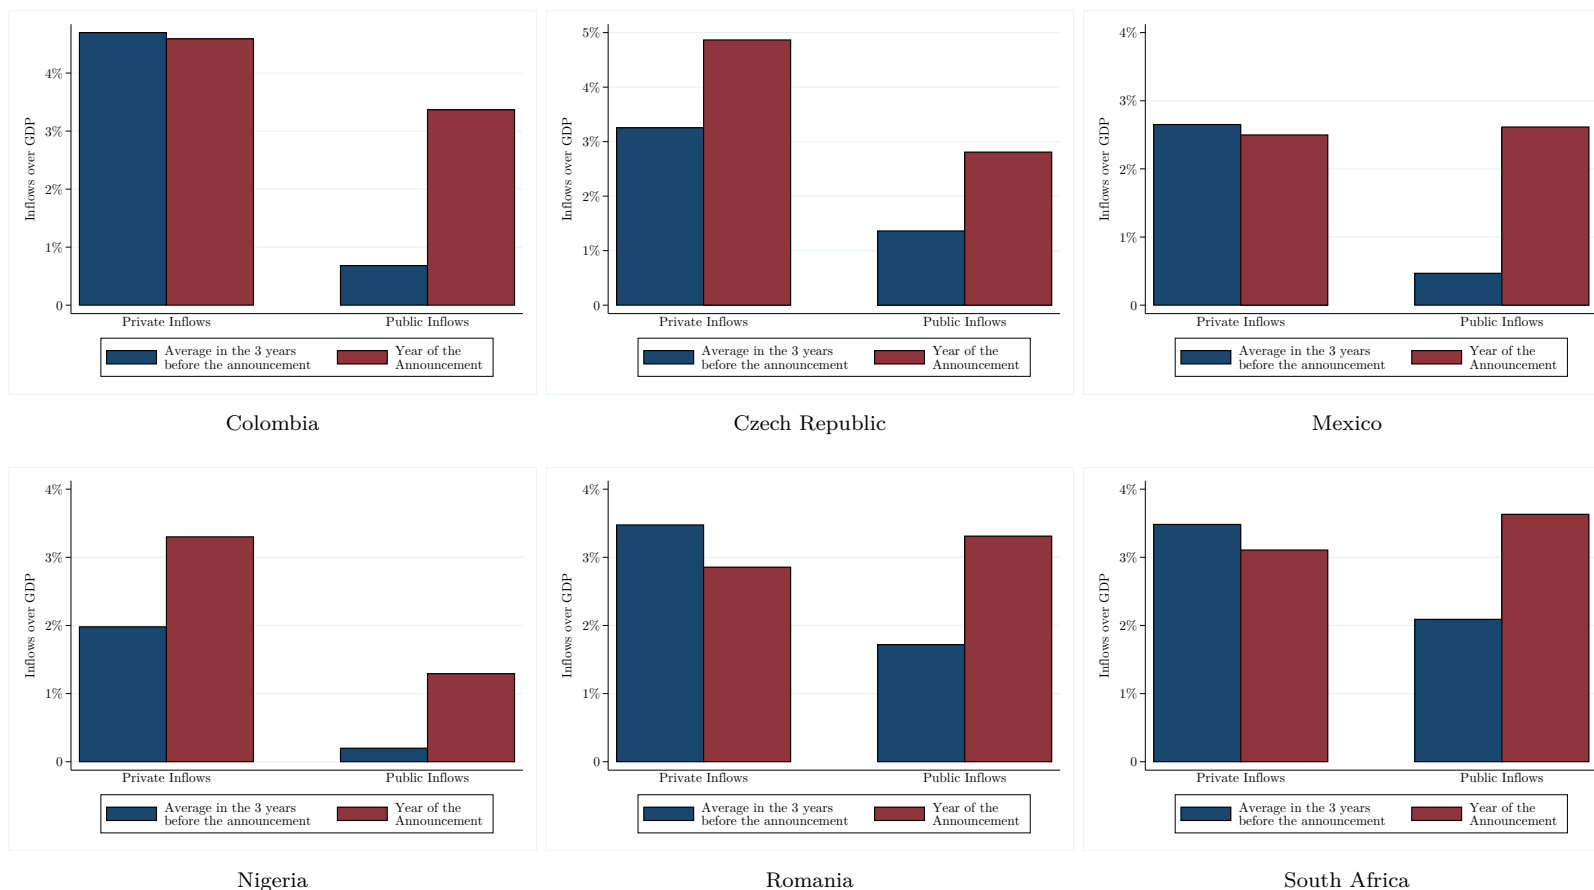 Inflows over GDP
4%
3%
2%
1%
0
Private Inflows
Public Inflows
Average in the 3 years
before the announcement
Year of the
Announcement
Colombia
Inflows over GDP
5%
4%
3%
2%
1%
0
Private Inflows
Public Inflows
Average in the 3 years
before the announcement
Year of the
Announcement
Czech Republic
Inflows over GDP
4%
3%
2%
1%
0
Private Inflows
Public Inflows
Average in the 3 years
before the announcement
Year of the
Announcement
Mexico
Inflows over GDP
4%
3%
2%
1%
0
Private Inflows
Public Inflows
Average in the 3 years
before the announcement
Year of the
Announcement
Nigeria
Inflows over GDP
4%
3%
2%
1%
0
Private Inflows
Public Inflows
Average in the 3 years
before the announcement
Year of the
Announcement
Romania
Inflows over GDP
4%
3%
2%
1%
0
Private Inflows
Public Inflows
Average in the 3 years
before the announcement
Year of the
Announcement
South Africa